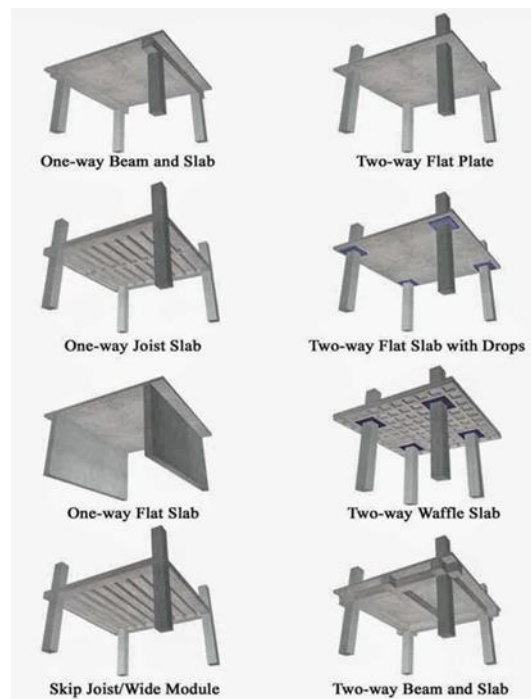 One-way Beam and Slab
Two-way Flat Plate
One-way Joist Slab
Two-way Flat Slab with Drops
One-way Flat Slab
Two-way Waffle Slab
Skip Joist/Wide Module
Two-way Beam and Slab